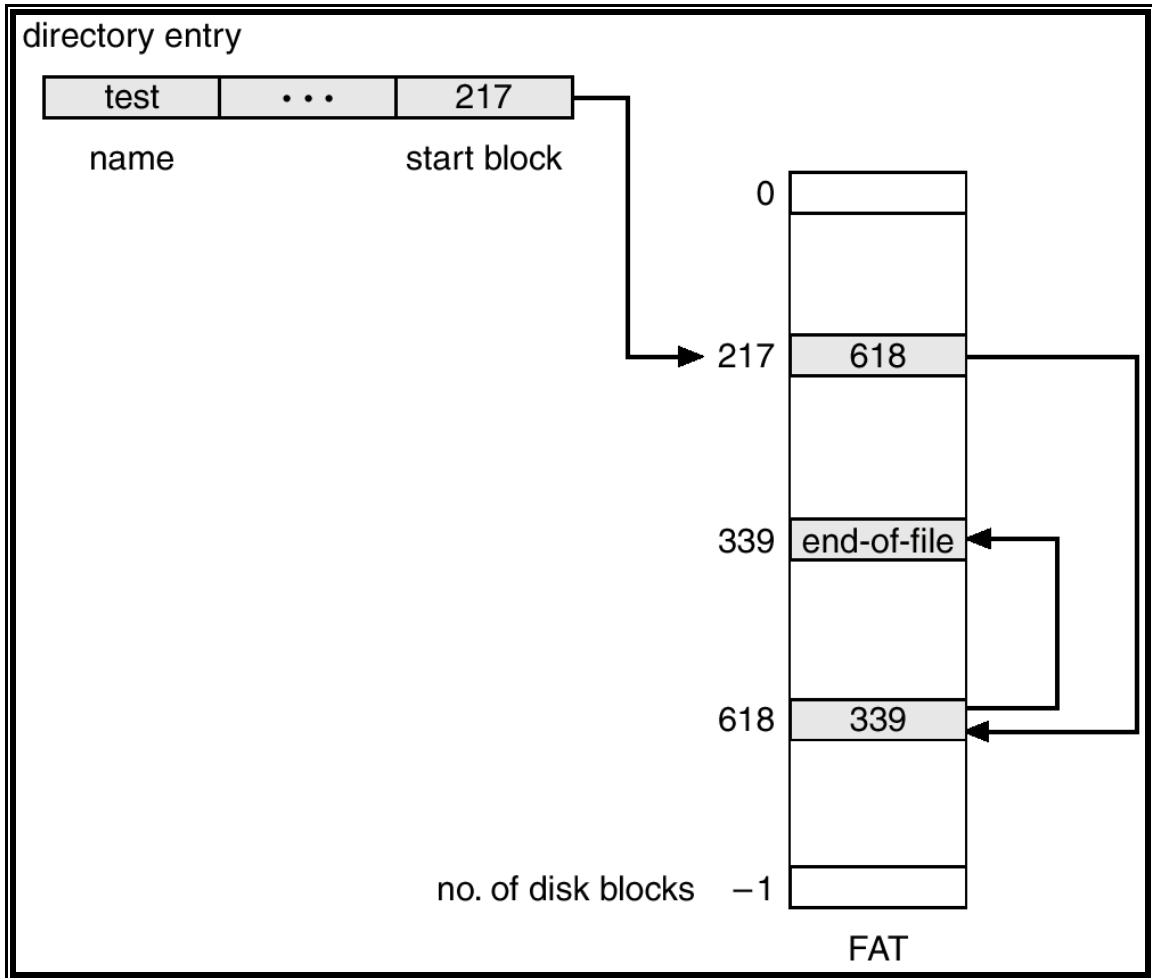 directory entry
test • • • 217
name start block
0
217 618
339 end-of-file
618 339
no. of disk blocks −1
FAT